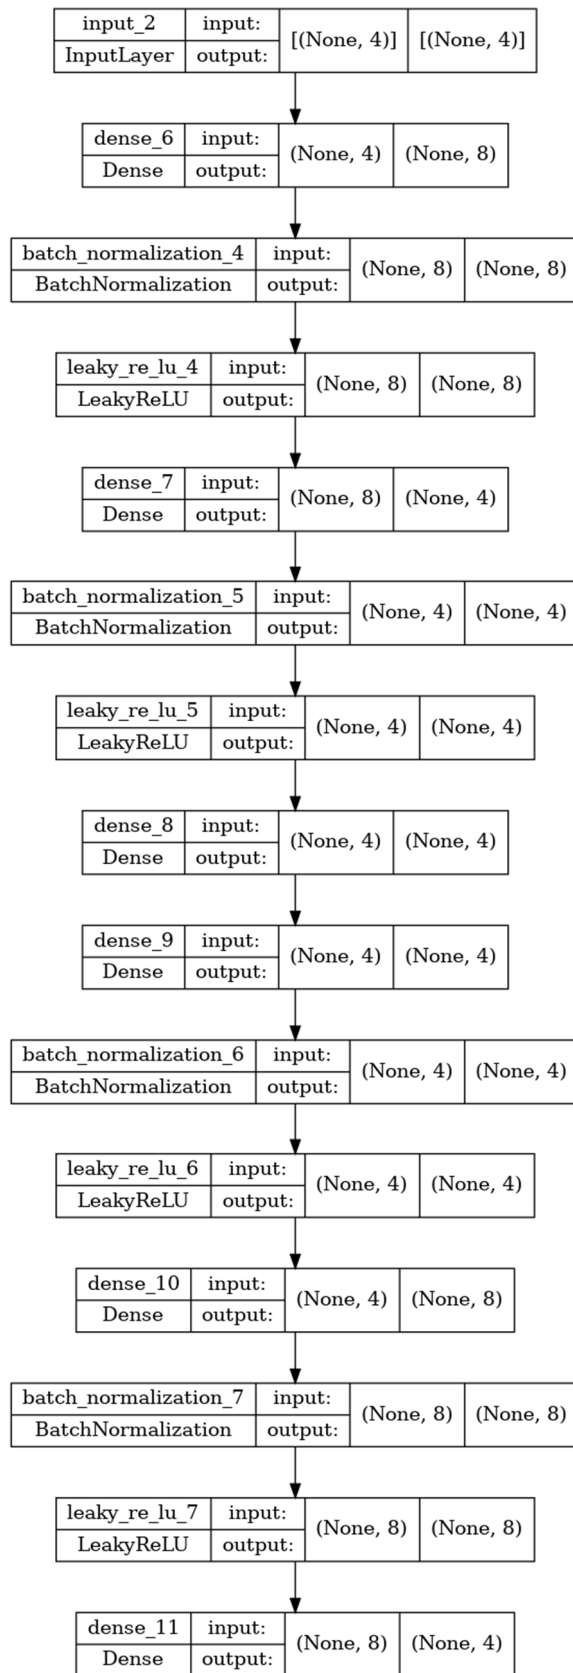 input_2 input: [(None, 4)] [(None, 4)]
InputLayer output:
dense_6 input: (None, 4) (None, 8)
Dense output:
batch_normalization_4 input: (None, 8) (None, 8)
BatchNormalization output:
leaky_re_lu_4 input: (None, 8) (None, 8)
LeakyReLU output:
dense_7 input: (None, 8) (None, 4)
Dense output:
batch_normalization_5 input: (None, 4) (None, 4)
BatchNormalization output:
leaky_re_lu_5 input: (None, 4) (None, 4)
LeakyReLU output:
dense_8 input: (None, 4) (None, 4)
Dense output:
dense_9 input: (None, 4) (None, 4)
Dense output:
batch_normalization_6 input: (None, 4) (None, 4)
BatchNormalization output:
leaky_re_lu_6 input: (None, 4) (None, 4)
LeakyReLU output:
dense_10 input: (None, 4) (None, 8)
Dense output:
batch_normalization_7 input: (None, 8) (None, 8)
BatchNormalization output:
leaky_re_lu_7 input: (None, 8) (None, 8)
LeakyReLU output:
dense_11 input: (None, 8) (None, 4)
Dense output: